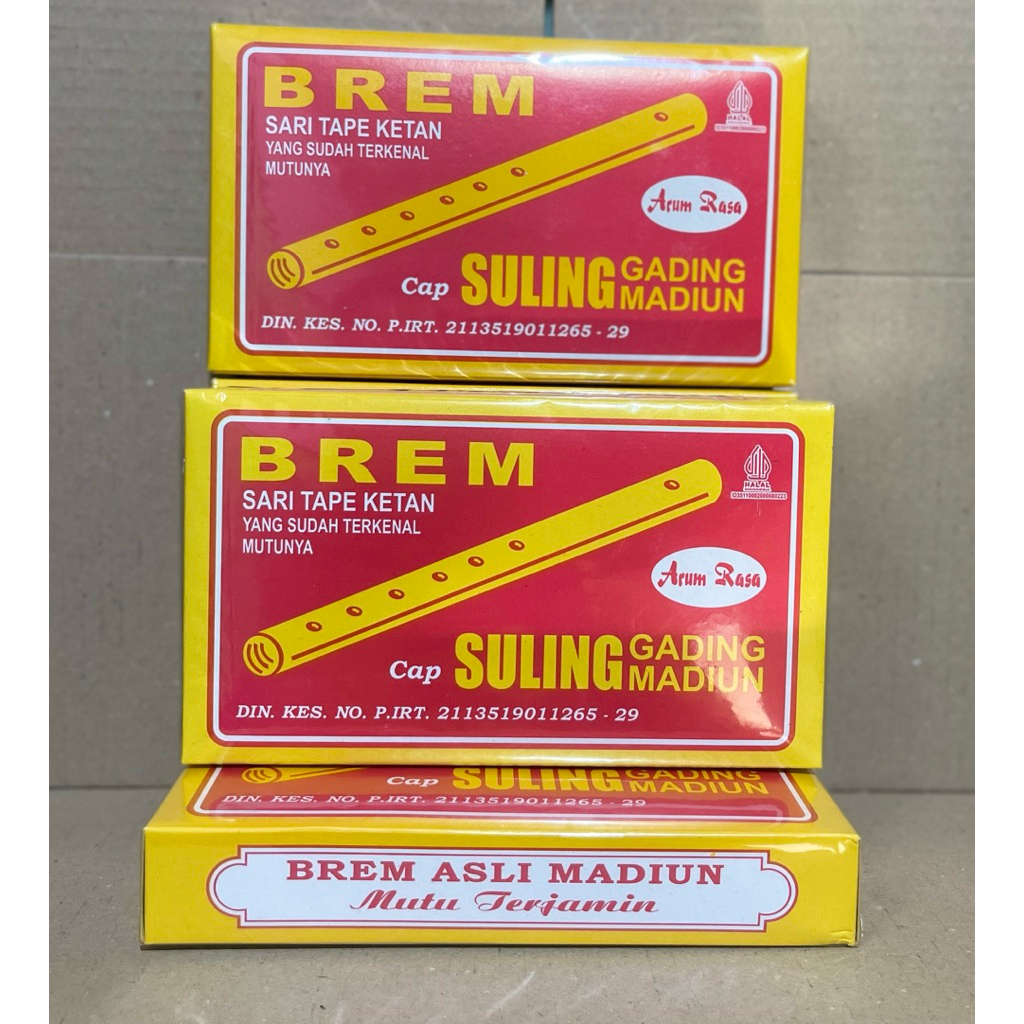 BREM
SARI TAPE KETAN
YANG SUDAH TERKENAL
MUTUNYA
HALAL
Arum Rasa
Cap SULING GADING MADIUN
DIN. KES. NO. P.IRT. 2113519011265 - 29
BREM
SARI TAPE KETAN
YANG SUDAH TERKENAL
MUTUNYA
HALAL
ID35110002000880223
Arum Rasa
Cap SULING GADING MADIUN
DIN. KES. NO. P.IRT. 2113519011265 - 29
Cap SULING GADING MADIUN
DIN. KES. NO. P.IRT. 2113519011265 - 29
BREM ASLI MADIUN
Mutu Terjamin